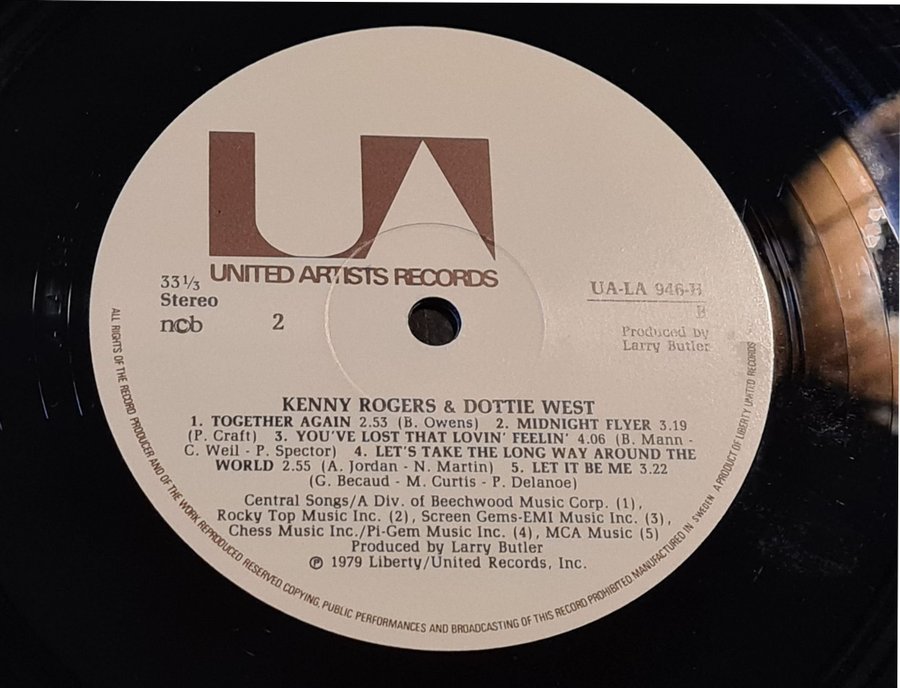 UA
UNITED ARTISTS RECORDS
33 1/3
Stereo
ncb
2
UA-LA 946-H
B
Produced by
Larry Butler
KENNY ROGERS & DOTTIE WEST
1. TOGETHER AGAIN 2.53 (B. Owens) 2. MIDNIGHT FLYER 3.19
(P. Craft) 3. YOU'VE LOST THAT LOVIN' FEELIN' 4.06 (B. Mann -
C. Weil - P. Spector) 4. LET'S TAKE THE LONG WAY AROUND THE
WORLD 2.55 (A. Jordan - N. Martin) 5. LET IT BE ME 3.22
(G. Becaud - M. Curtis - P. Delanoe)
Central Songs/A Div. of Beechwood Music Corp. (1),
Rocky Top Music Inc. (2), Screen Gems-EMI Music Inc. (3),
Chess Music Inc./Pi-Gem Music Inc. (4), MCA Music (5)
Produced by Larry Butler
℗ 1979 Liberty/United Records, Inc.
ALL RIGHTS OF THE RECORD PRODUCER AND OF THE WORK REPRODUCED RESERVED. COPYING, PUBLIC PERFORMANCES AND BROADCASTING OF THIS RECORD PROHIBITED. MANUFACTURED IN SWEDEN. A PRODUCT OF LIBERTY UNITED RECORDS